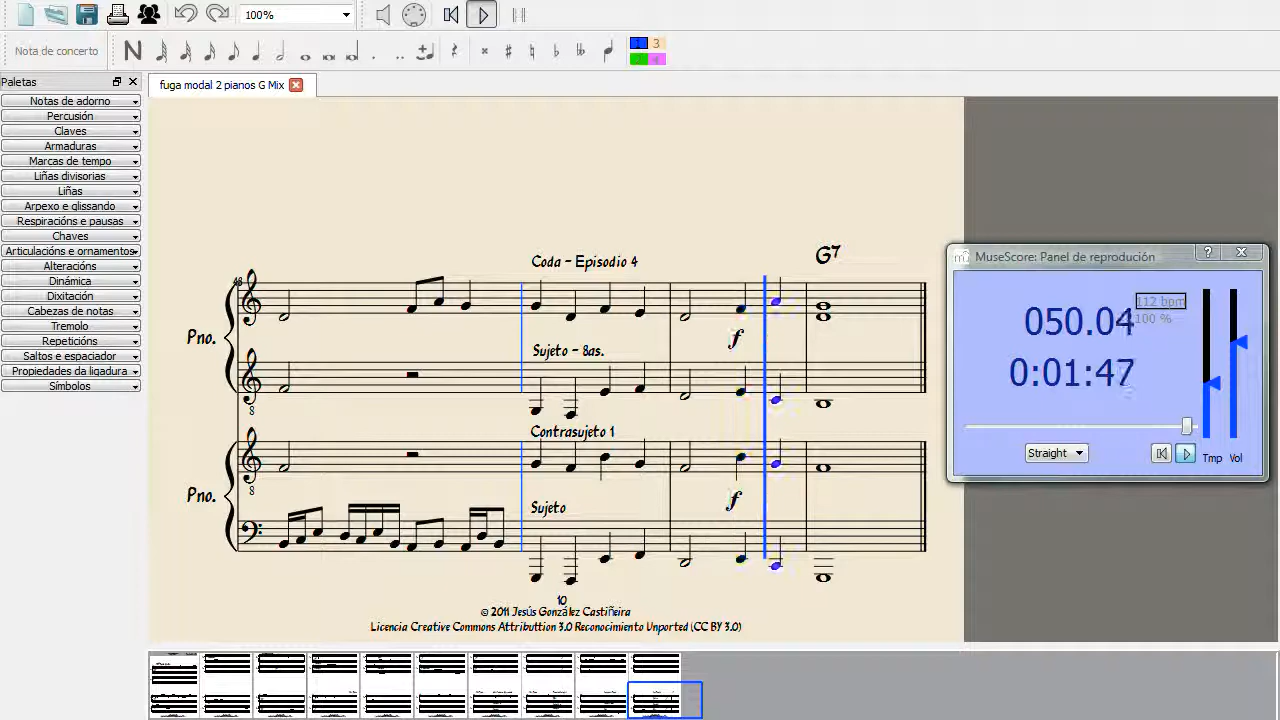 100%
Nota de concerto
N
1 3
2 4
Paletas
fuga modal 2 pianos G Mix
Notas de adorno
Percusión
Claves
Armaduras
Marcas de tempo
Liñas divisorias
Liñas
Arpexo e glissando
Respiracións e pausas
Chaves
Articulacións e ornamentos
Alteracións
Dinámica
Dixitación
Cabezas de notas
Tremolo
Repeticións
Saltos e espaciador
Propiedades da ligadura
Símbolos
G7
Coda - Episodio 4
48
Pno.
f
Sujeto - 8as.
8
Contrasujeto 1
8
Pno.
f
Sujeto
10
© 2011 Jesús González Castiñeira
Licencia Creative Commons Attributtion 3.0 Reconocimiento Unported (CC BY 3.0)
MuseScore: Panel de reprodución
112 bpm
050.04
100 %
0:01:47
Straight
Tmp Vol